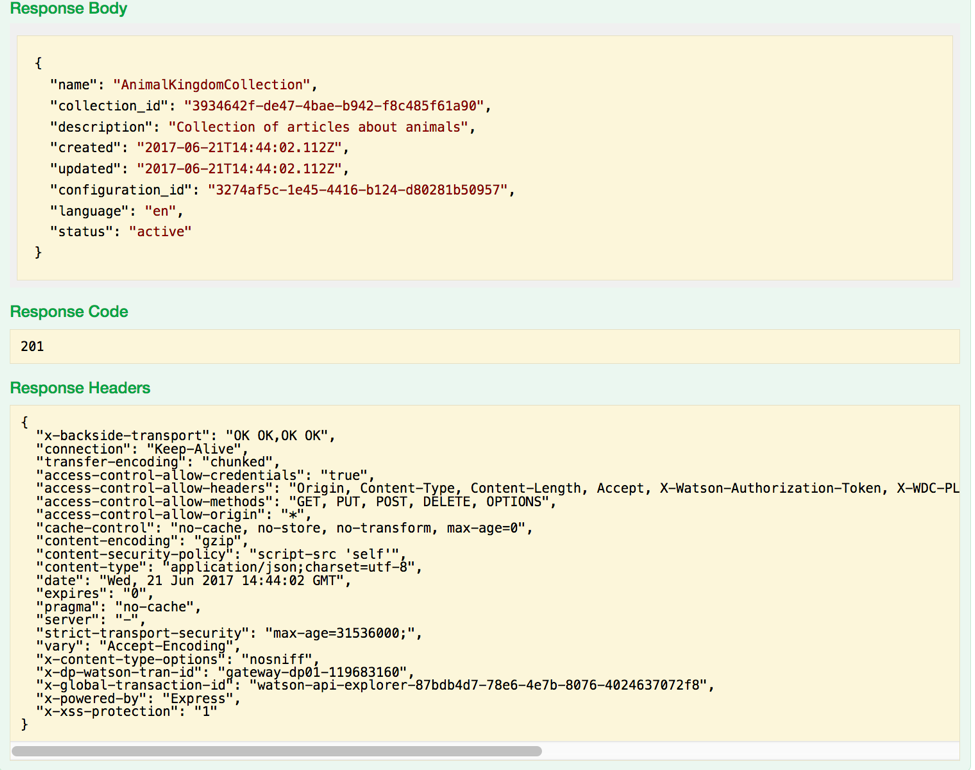 Response Body
{
"name": "AnimalKingdomCollection",
"collection_id": "3934642f-de47-4bae-b942-f8c485f61a90",
"description": "Collection of articles about animals",
"created": "2017-06-21T14:44:02.112Z",
"updated": "2017-06-21T14:44:02.112Z",
"configuration_id": "3274af5c-1e45-4416-b124-d80281b50957",
"language": "en",
"status": "active"
}
Response Code
201
Response Headers
{
"x-backside-transport": "OK OK,OK OK",
"connection": "Keep-Alive",
"transfer-encoding": "chunked",
"access-control-allow-credentials": "true",
"access-control-allow-headers": "Origin, Content-Type, Content-Length, Accept, X-Watson-Authorization-Token, X-WDC-PL
"access-control-allow-methods": "GET, PUT, POST, DELETE, OPTIONS",
"access-control-allow-origin": "*",
"cache-control": "no-cache, no-store, no-transform, max-age=0",
"content-encoding": "gzip",
"content-security-policy": "script-src 'self'",
"content-type": "application/json;charset=utf-8",
"date": "Wed, 21 Jun 2017 14:44:02 GMT",
"expires": "0",
"pragma": "no-cache",
"server": "-",
"strict-transport-security": "max-age=31536000;",
"vary": "Accept-Encoding",
"x-content-type-options": "nosniff",
"x-dp-watson-tran-id": "gateway-dp01-119683160",
"x-global-transaction-id": "watson-api-explorer-87bdb4d7-78e6-4e7b-8076-4024637072f8",
"x-powered-by": "Express",
"x-xss-protection": "1"
}